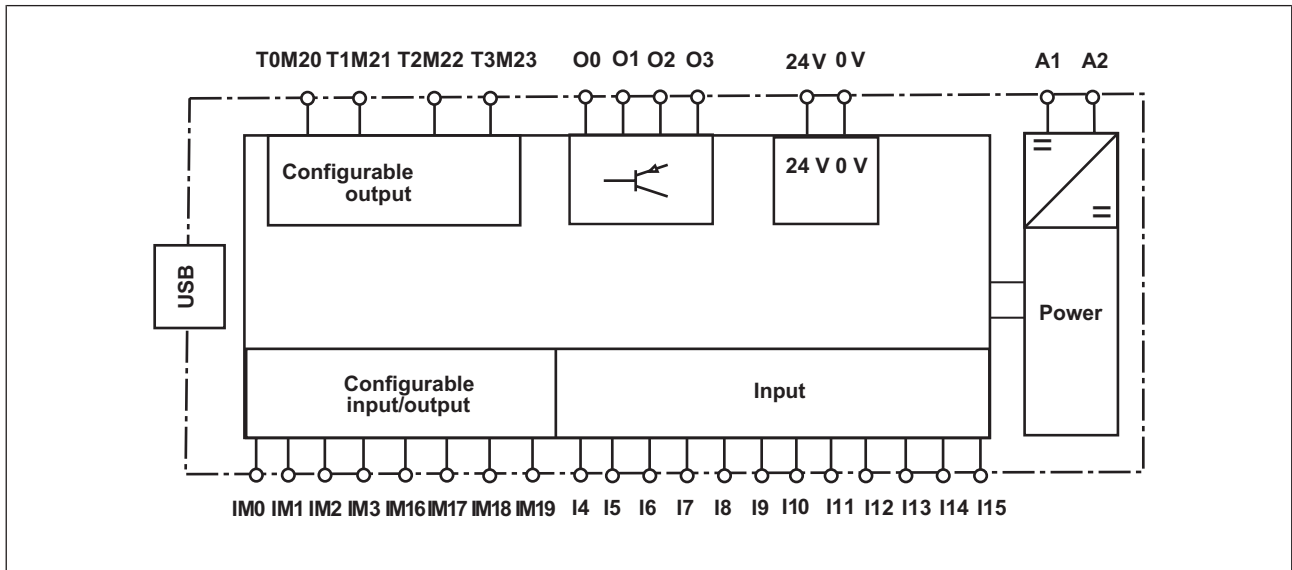 T0M20 T1M21 T2M22 T3M23 O0 O1 O2 O3 24 V 0 V A1 A2
Configurable
output
24 V 0 V
USB
Power
Configurable
input/output
Input
IM0 IM1 IM2 IM3 IM16 IM17 IM18 IM19 I4 I5 I6 I7 I8 I9 I10 I11 I12 I13 I14 I15